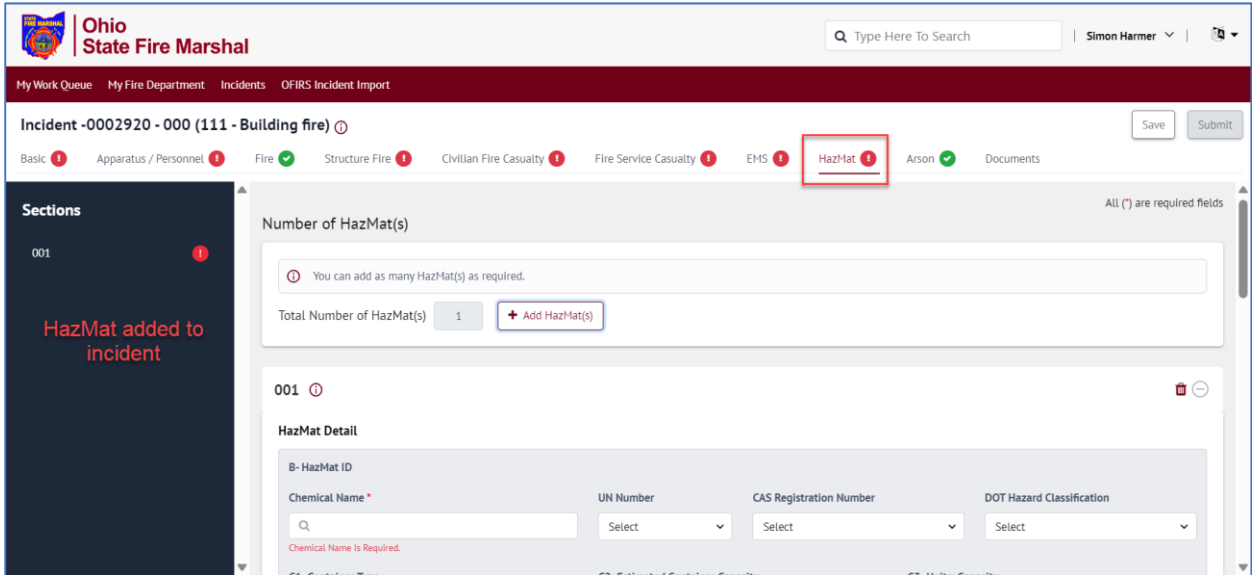 STATE
FIRE MARSHAL
Ohio
State Fire Marshal
Type Here To Search
Simon Harmer
My Work Queue My Fire Department Incidents OFIRS Incident Import
Incident -0002920 - 000 (111 - Building fire)
Save Submit
Basic Apparatus / Personnel Fire Structure Fire Civilian Fire Casualty Fire Service Casualty EMS HazMat Arson Documents
Sections
001
HazMat added to
incident
All (*) are required fields
Number of HazMat(s)
You can add as many HazMat(s) as required.
Total Number of HazMat(s) 1 + Add HazMat(s)
001
HazMat Detail
B- HazMat ID
Chemical Name * UN Number CAS Registration Number DOT Hazard Classification
Select Select Select
Chemical Name Is Required.